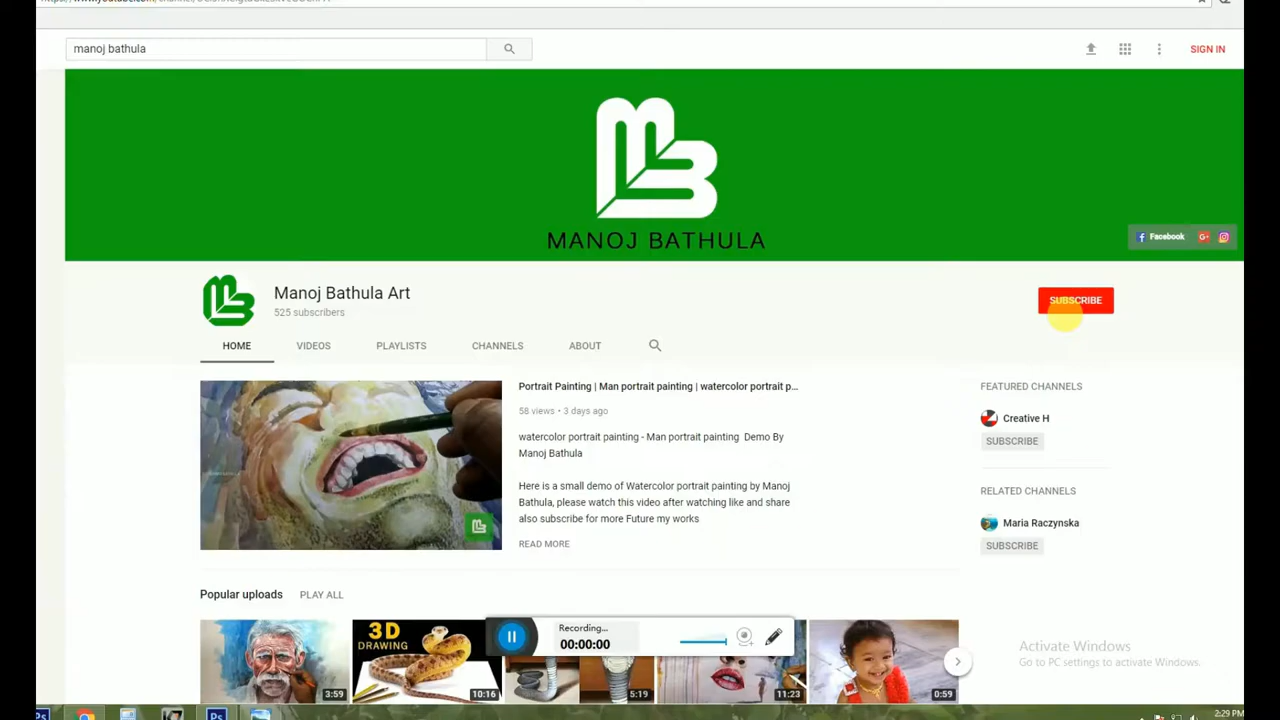 manoj bathula
SIGN IN
MANOJ BATHULA
Facebook
Manoj Bathula Art
525 subscribers
SUBSCRIBE
HOME VIDEOS PLAYLISTS CHANNELS ABOUT
Portrait Painting | Man portrait painting | watercolor portrait p...
58 views • 3 days ago
watercolor portrait painting - Man portrait painting Demo By
Manoj Bathula
Here is a small demo of Watercolor portrait painting by Manoj
Bathula, please watch this video after watching like and share
also subscribe for more Future my works
READ MORE
FEATURED CHANNELS
Creative H
SUBSCRIBE
RELATED CHANNELS
Maria Raczynska
SUBSCRIBE
Popular uploads PLAY ALL
3:59
3D
DRAWING
10:16
5:19
11:23
0:59
Recording...
00:00:00
Activate Windows
Go to PC settings to activate Windows.
2:29 PM